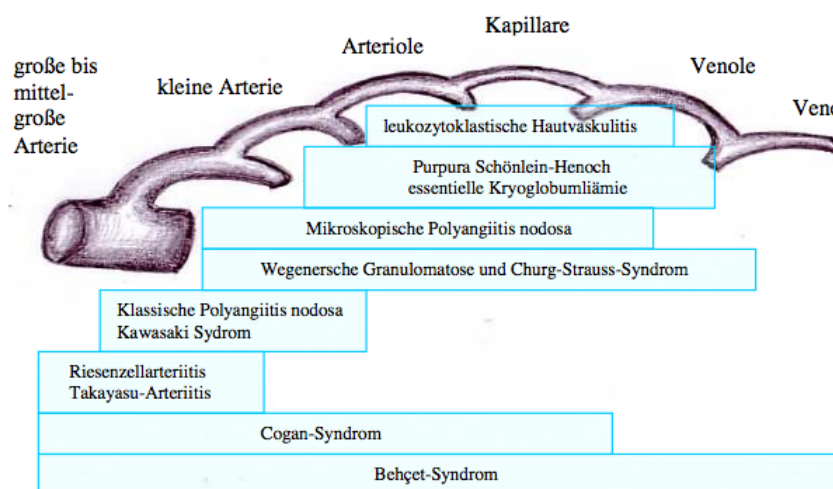 große bis
mittel-
große
Arterie
kleine Arterie
Arteriole
Kapillare
Venole
Vene
leukozytoklastische Hautvaskulitis
Purpura Schönlein-Henoch
essentielle Kryoglobumliämie
Mikroskopische Polyangiitis nodosa
Wegenersche Granulomatose und Churg-Strauss-Syndrom
Klassische Polyangiitis nodosa
Kawasaki Sydrom
Riesenzellarteriitis
Takayasu-Arteriitis
Cogan-Syndrom
Behçet-Syndrom